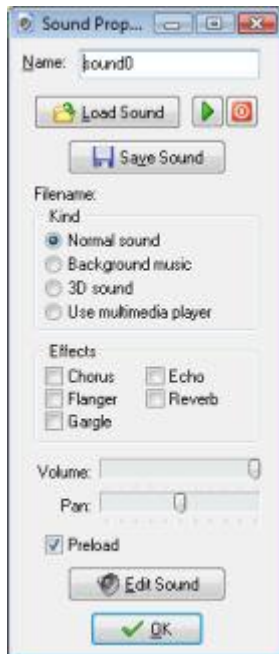 Sound Prop...
Name: sound0
Load Sound
Save Sound
Filename:
Kind
Normal sound
Background music
3D sound
Use multimedia player
Effects
Chorus Echo
Flanger Reverb
Gargle
Volume:
Pan:
Preload
Edit Sound
OK